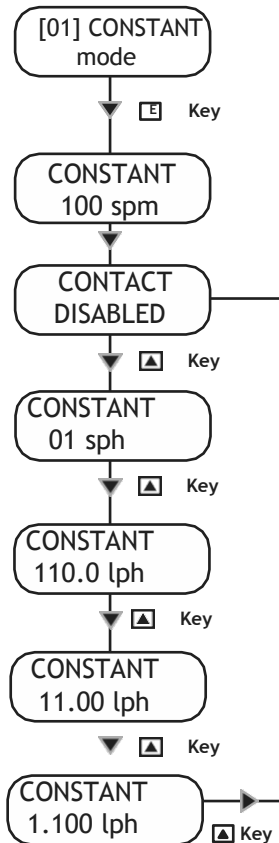 [01] CONSTANT
mode
E Key
CONSTANT
100 spm
CONTACT
DISABLED
Key
CONSTANT
01 sph
Key
CONSTANT
110.0 lph
Key
CONSTANT
11.00 lph
Key
CONSTANT
1.100 lph
Key